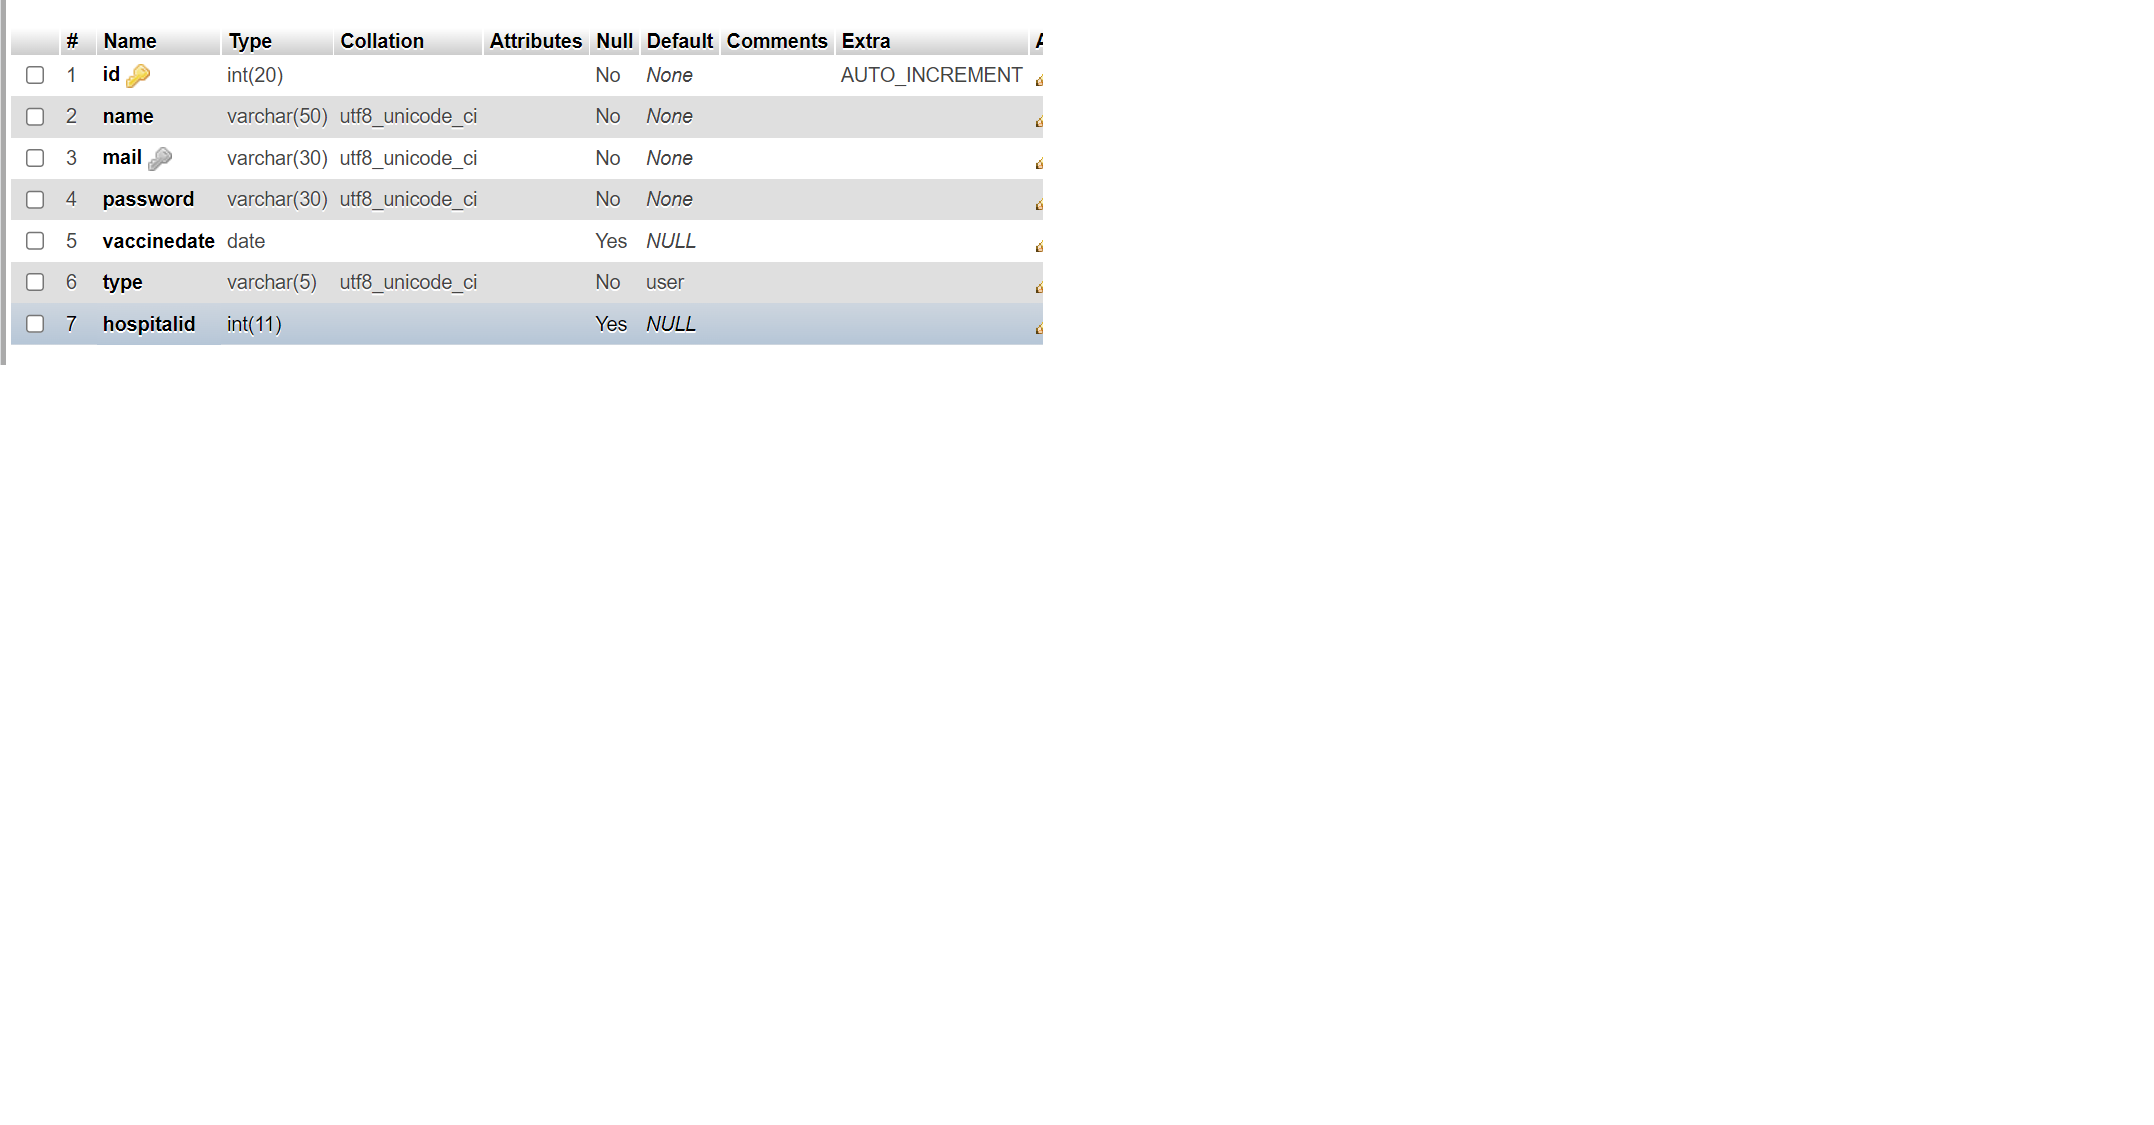 # Name Type Collation Attributes Null Default Comments Extra
1 id int(20) No None AUTO_INCREMENT
2 name varchar(50) utf8_unicode_ci No None
3 mail varchar(30) utf8_unicode_ci No None
4 password varchar(30) utf8_unicode_ci No None
5 vaccinedate date Yes NULL
6 type varchar(5) utf8_unicode_ci No user
7 hospitalid int(11) Yes NULL